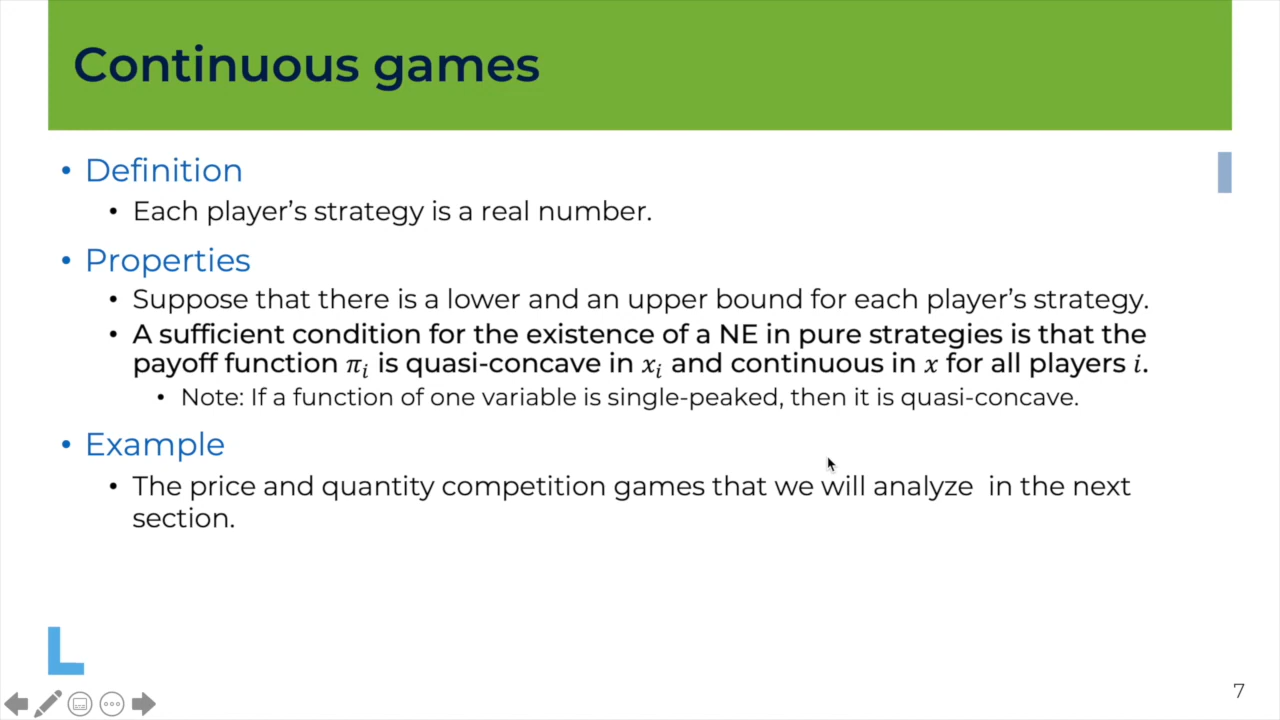 Continuous games
• Definition
• Each player’s strategy is a real number.
• Properties
• Suppose that there is a lower and an upper bound for each player’s strategy.
• A sufficient condition for the existence of a NE in pure strategies is that the
payoff function 𝜋ᵢ is quasi-concave in 𝑥ᵢ and continuous in 𝑥 for all players 𝑖.
• Note: If a function of one variable is single-peaked, then it is quasi-concave.
• Example
• The price and quantity competition games that we will analyze  in the next
section.
7